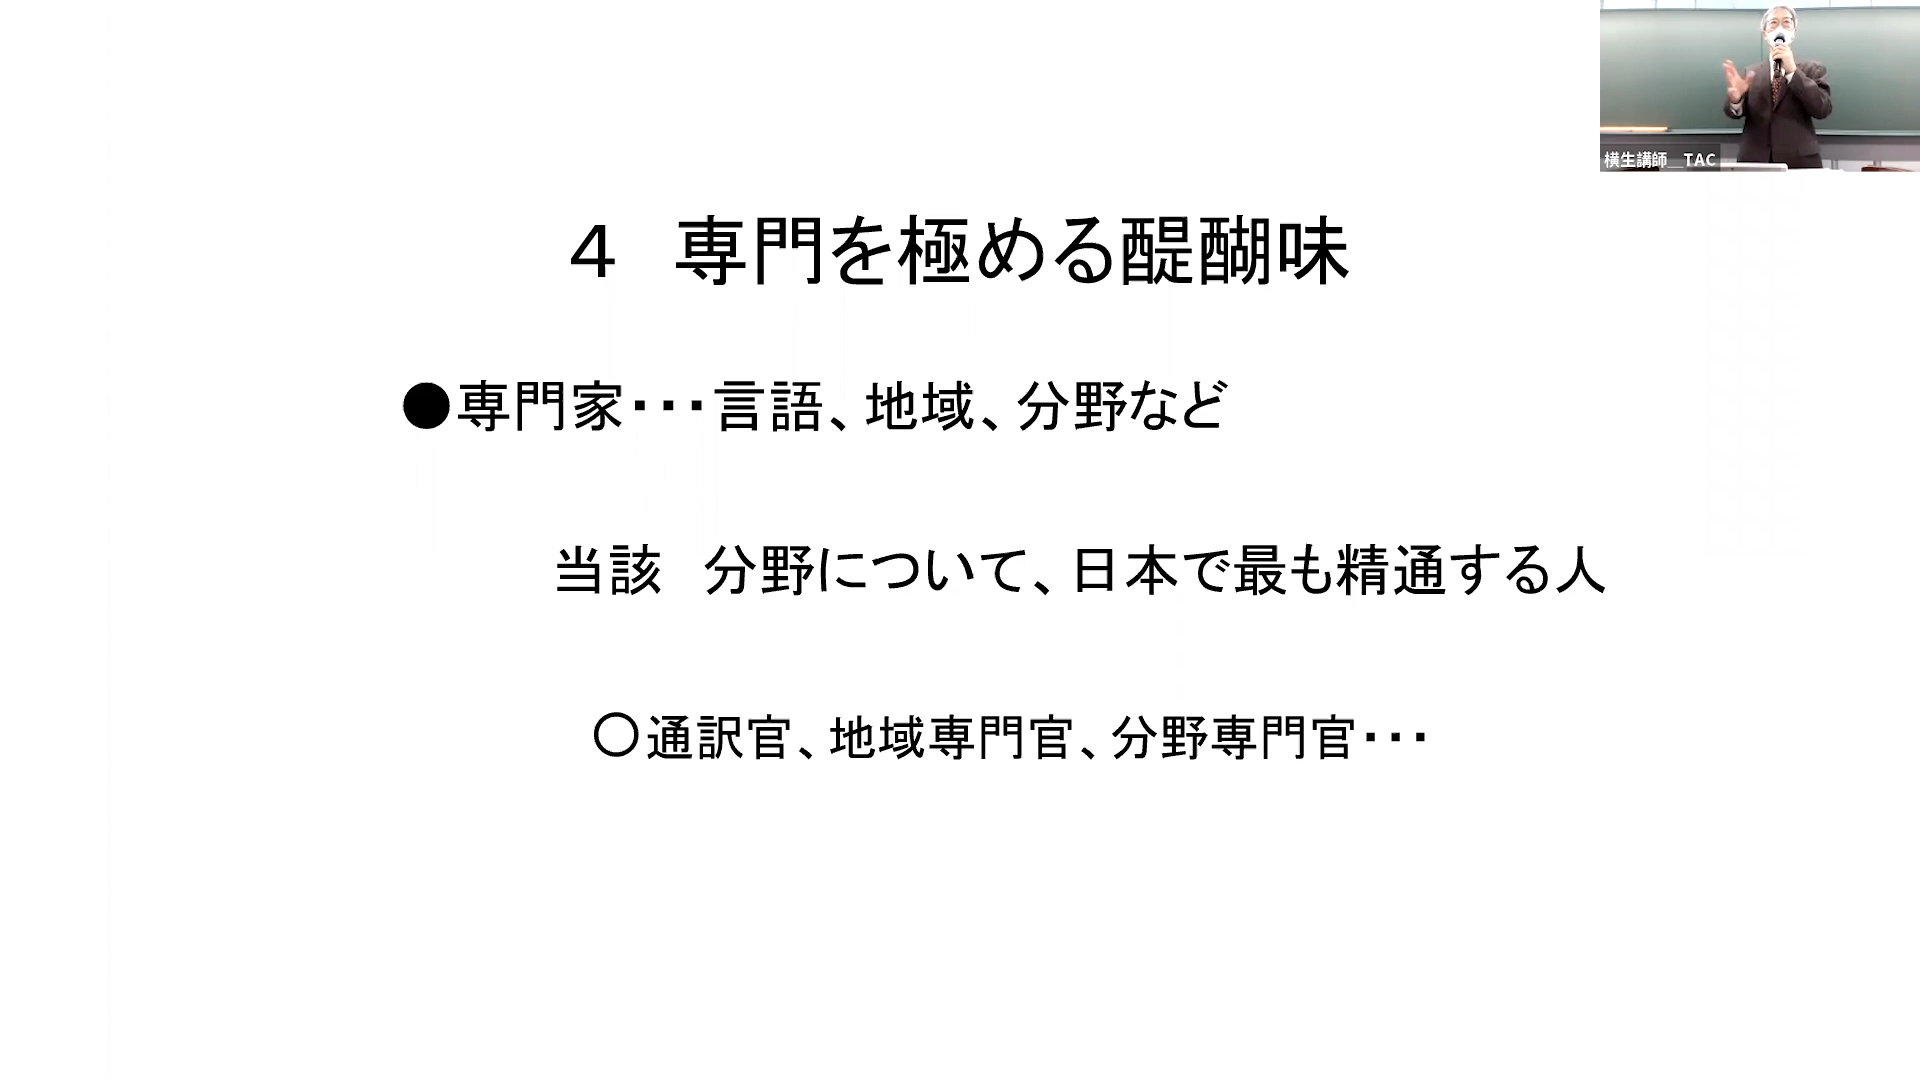 横生講師＿TAC
４　専門を極める醍醐味
●専門家・・・言語、地域、分野など
当該　分野について、日本で最も精通する人
○通訳官、地域専門官、分野専門官・・・